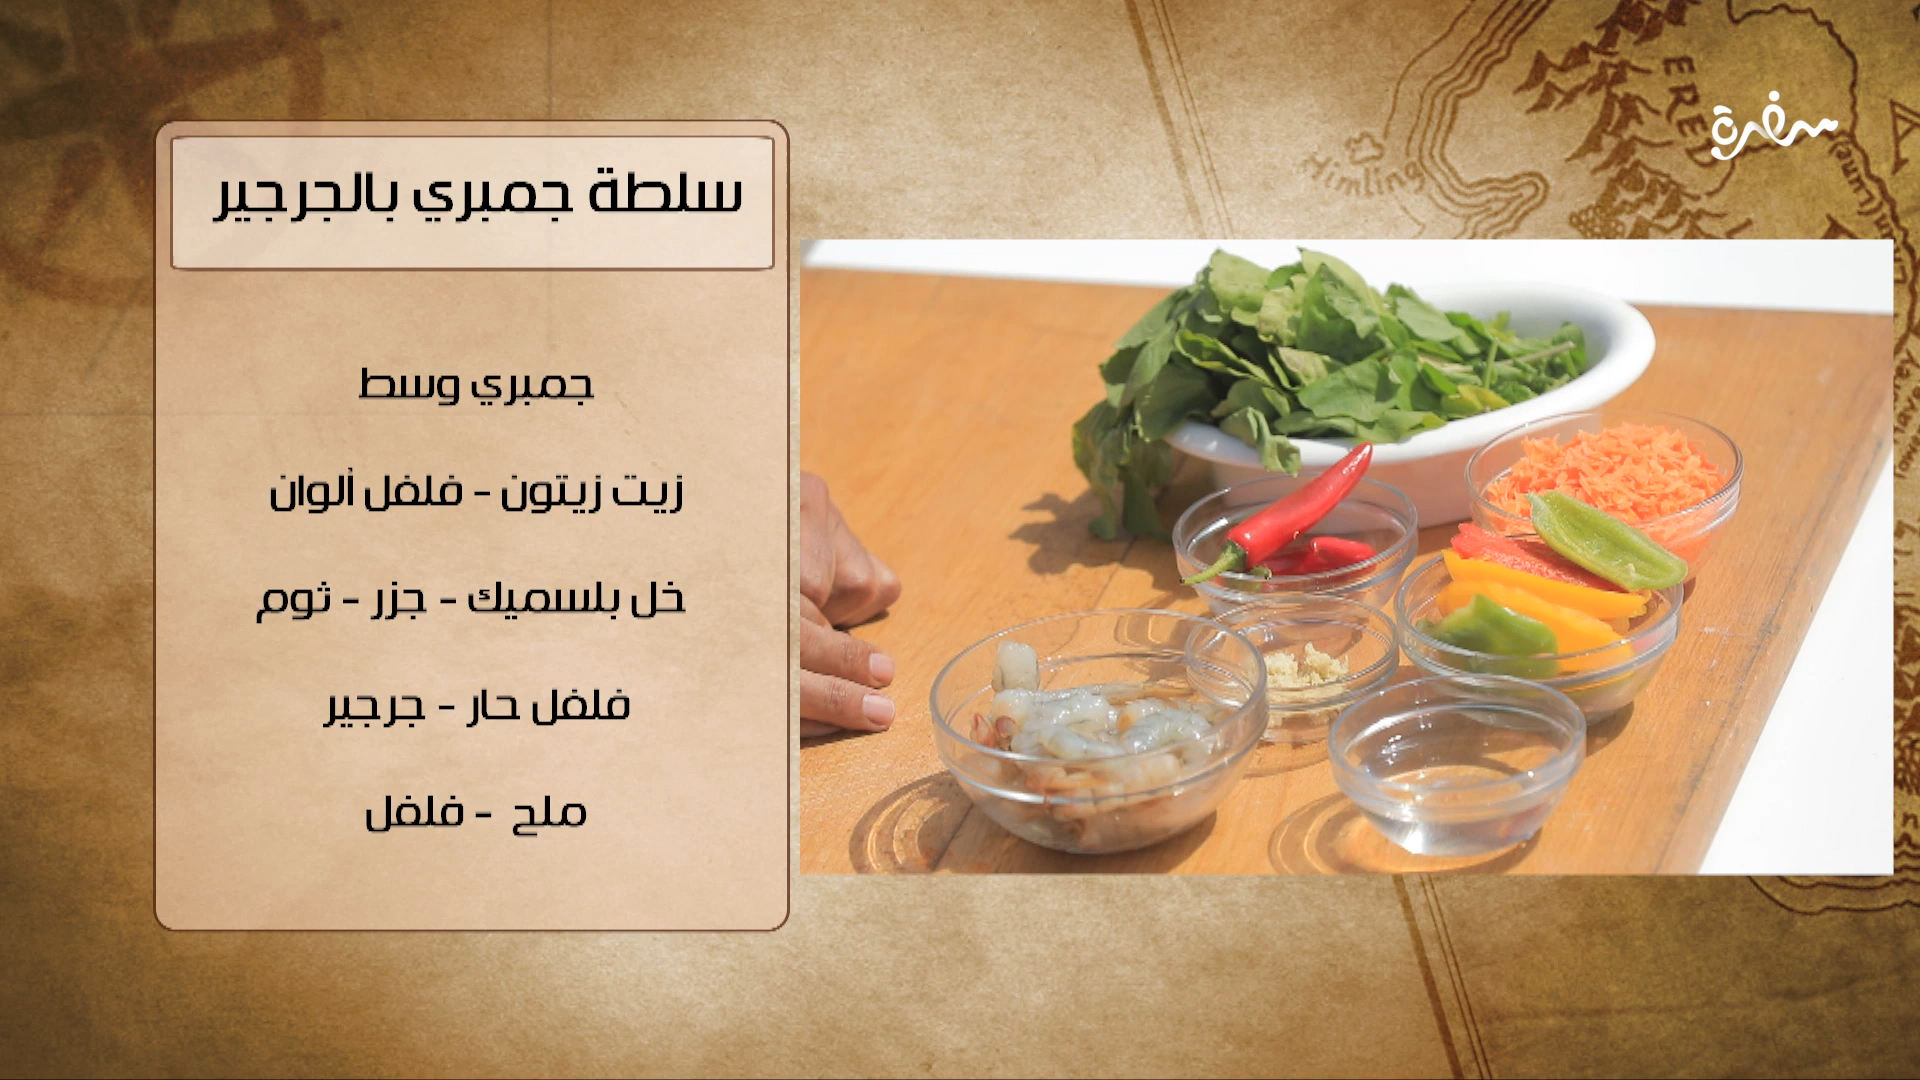 سفرة
سلطة جمبري بالجرجير
جمبري وسط
زيت زيتون - فلفل ألوان
خل بلسميك - جزر - ثوم
فلفل حار - جرجير
ملح - فلفل
Himling